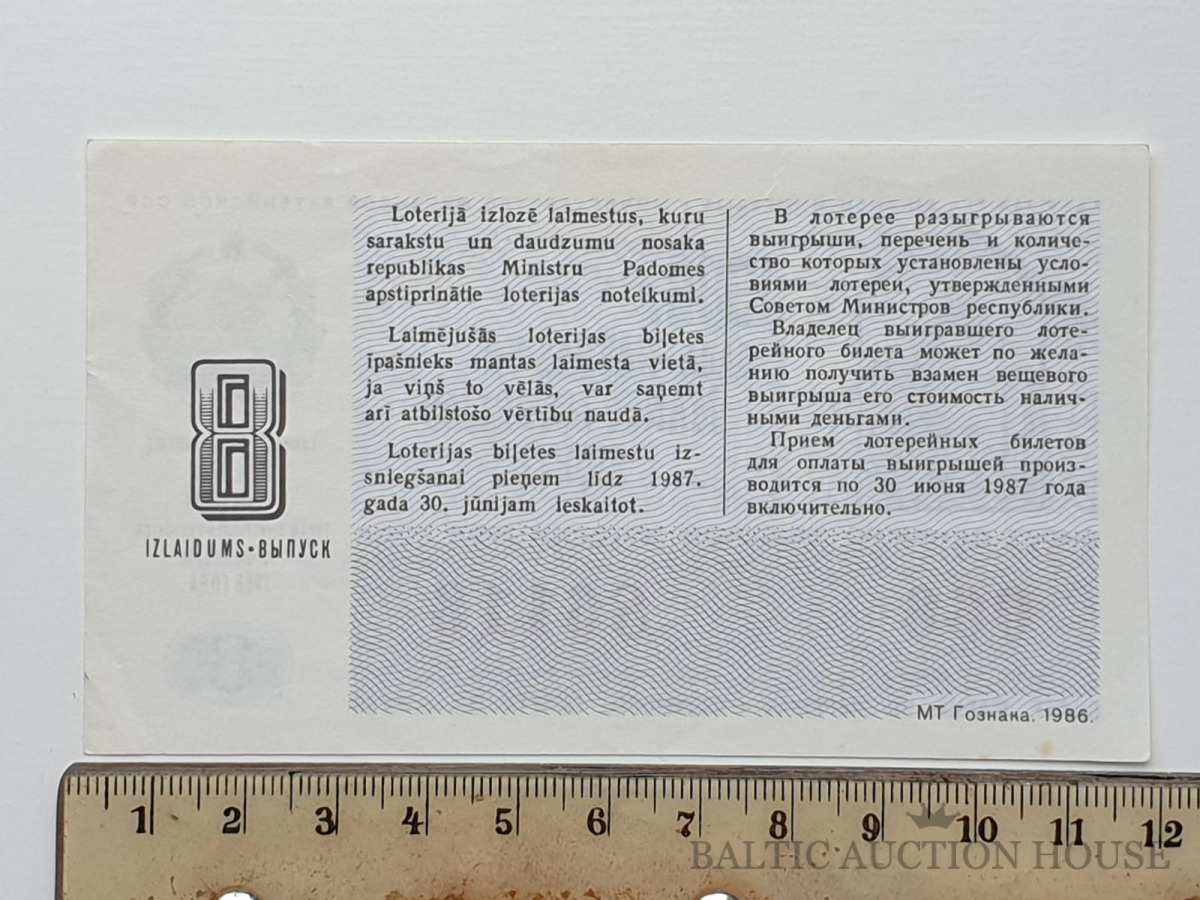 Loterijā izlozē laimestus, kuru
sarakstu un daudzumu nosaka
republikas Ministru Padomes
apstiprinātie loterijas noteikumi.
Laimējušās loterijas biļetes
īpašnieks mantas laimesta vietā,
ja viņš to vēlās, var saņemt
arī atbilstošo vērtību naudā.
Loterijas biļetes laimestu iz-
sniegšanai pieņem līdz 1987.
gada 30. jūnijam ieskaitot.
В лотерее разыгрываются
выигрыши, перечень и количе-
ство которых установлены усло-
виями лотереи, утвержденными
Советом Министров республики.
Владелец выигравшего лоте-
рейного билета может по жела-
нию получить взамен вещевого
выигрыша его стоимость налич-
ными деньгами.
Прием лотерейных билетов
для оплаты выигрышей произ-
водится по 30 июня 1987 года
включительно.
8
IZLAIDUMS•ВЫПУСК
МТ Гознака. 1986.
1 2 3 4 5 6 7 8 9 10 11 12
BALTIC AUCTION HOUSE